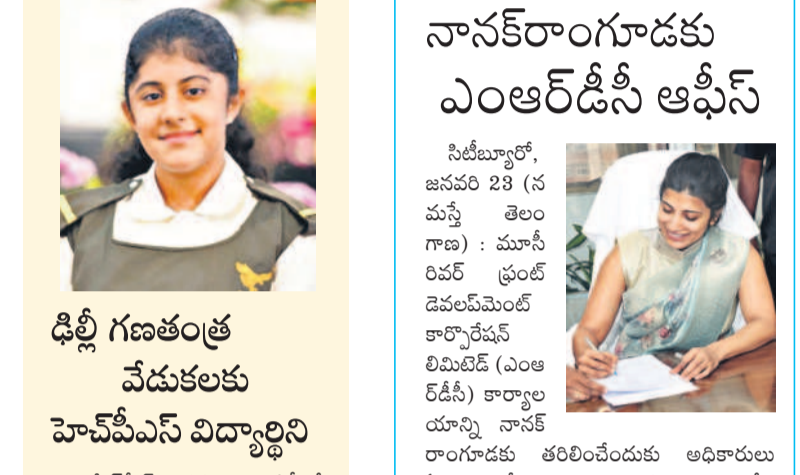 ఢిల్లీ గణతంత్ర
వేడుకలకు
హెచ్‌పీఎస్ విద్యార్థిని
నానక్‌రాంగూడకు
ఎంఆర్‌డీసీ ఆఫీస్
సిటీబ్యూరో,
జనవరి 23 (న
మస్తే తెలం
గాణ) : మూసీ
రివర్ ఫ్రంట్
డెవలప్‌మెంట్
కార్పొరేషన్
లిమిటెడ్ (ఎంఆ
ర్‌డీసీ) కార్యాల
యాన్ని నానక్
రాంగూడకు తరలించేందుకు అధికారులు